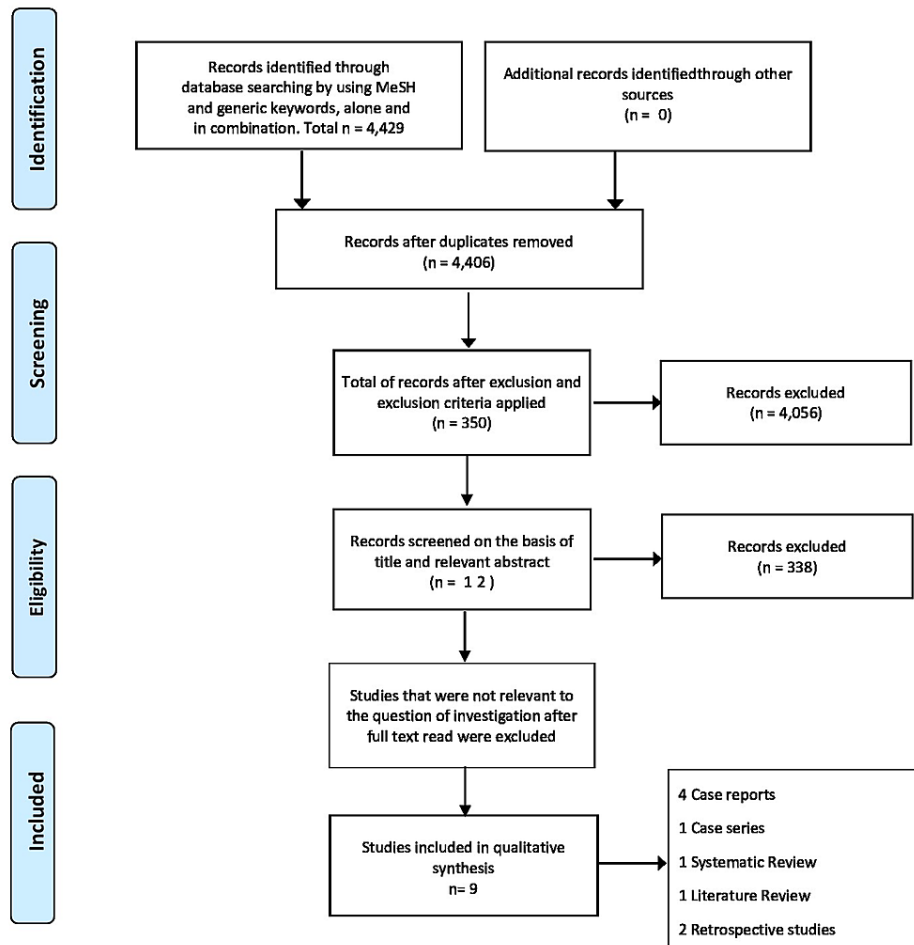 Identification
Records identified through
database searching by using MeSH
and generic keywords, alone and
in combination. Total n = 4,429
Additional records identifiedthrough other
sources
(n = 0)
Records after duplicates removed
(n = 4,406)
Screening
Total of records after exclusion and
exclusion criteria applied
(n = 350)
Records excluded
(n = 4,056)
Eligibility
Records screened on the basis of
title and relevant abstract
(n = 1 2 )
Records excluded
(n = 338)
Studies that were not relevant to
the question of investigation after
full text read were excluded
Included
Studies included in qualitative
synthesis
n= 9
4 Case reports
1 Case series
1 Systematic Review
1 Literature Review
2 Retrospective studies